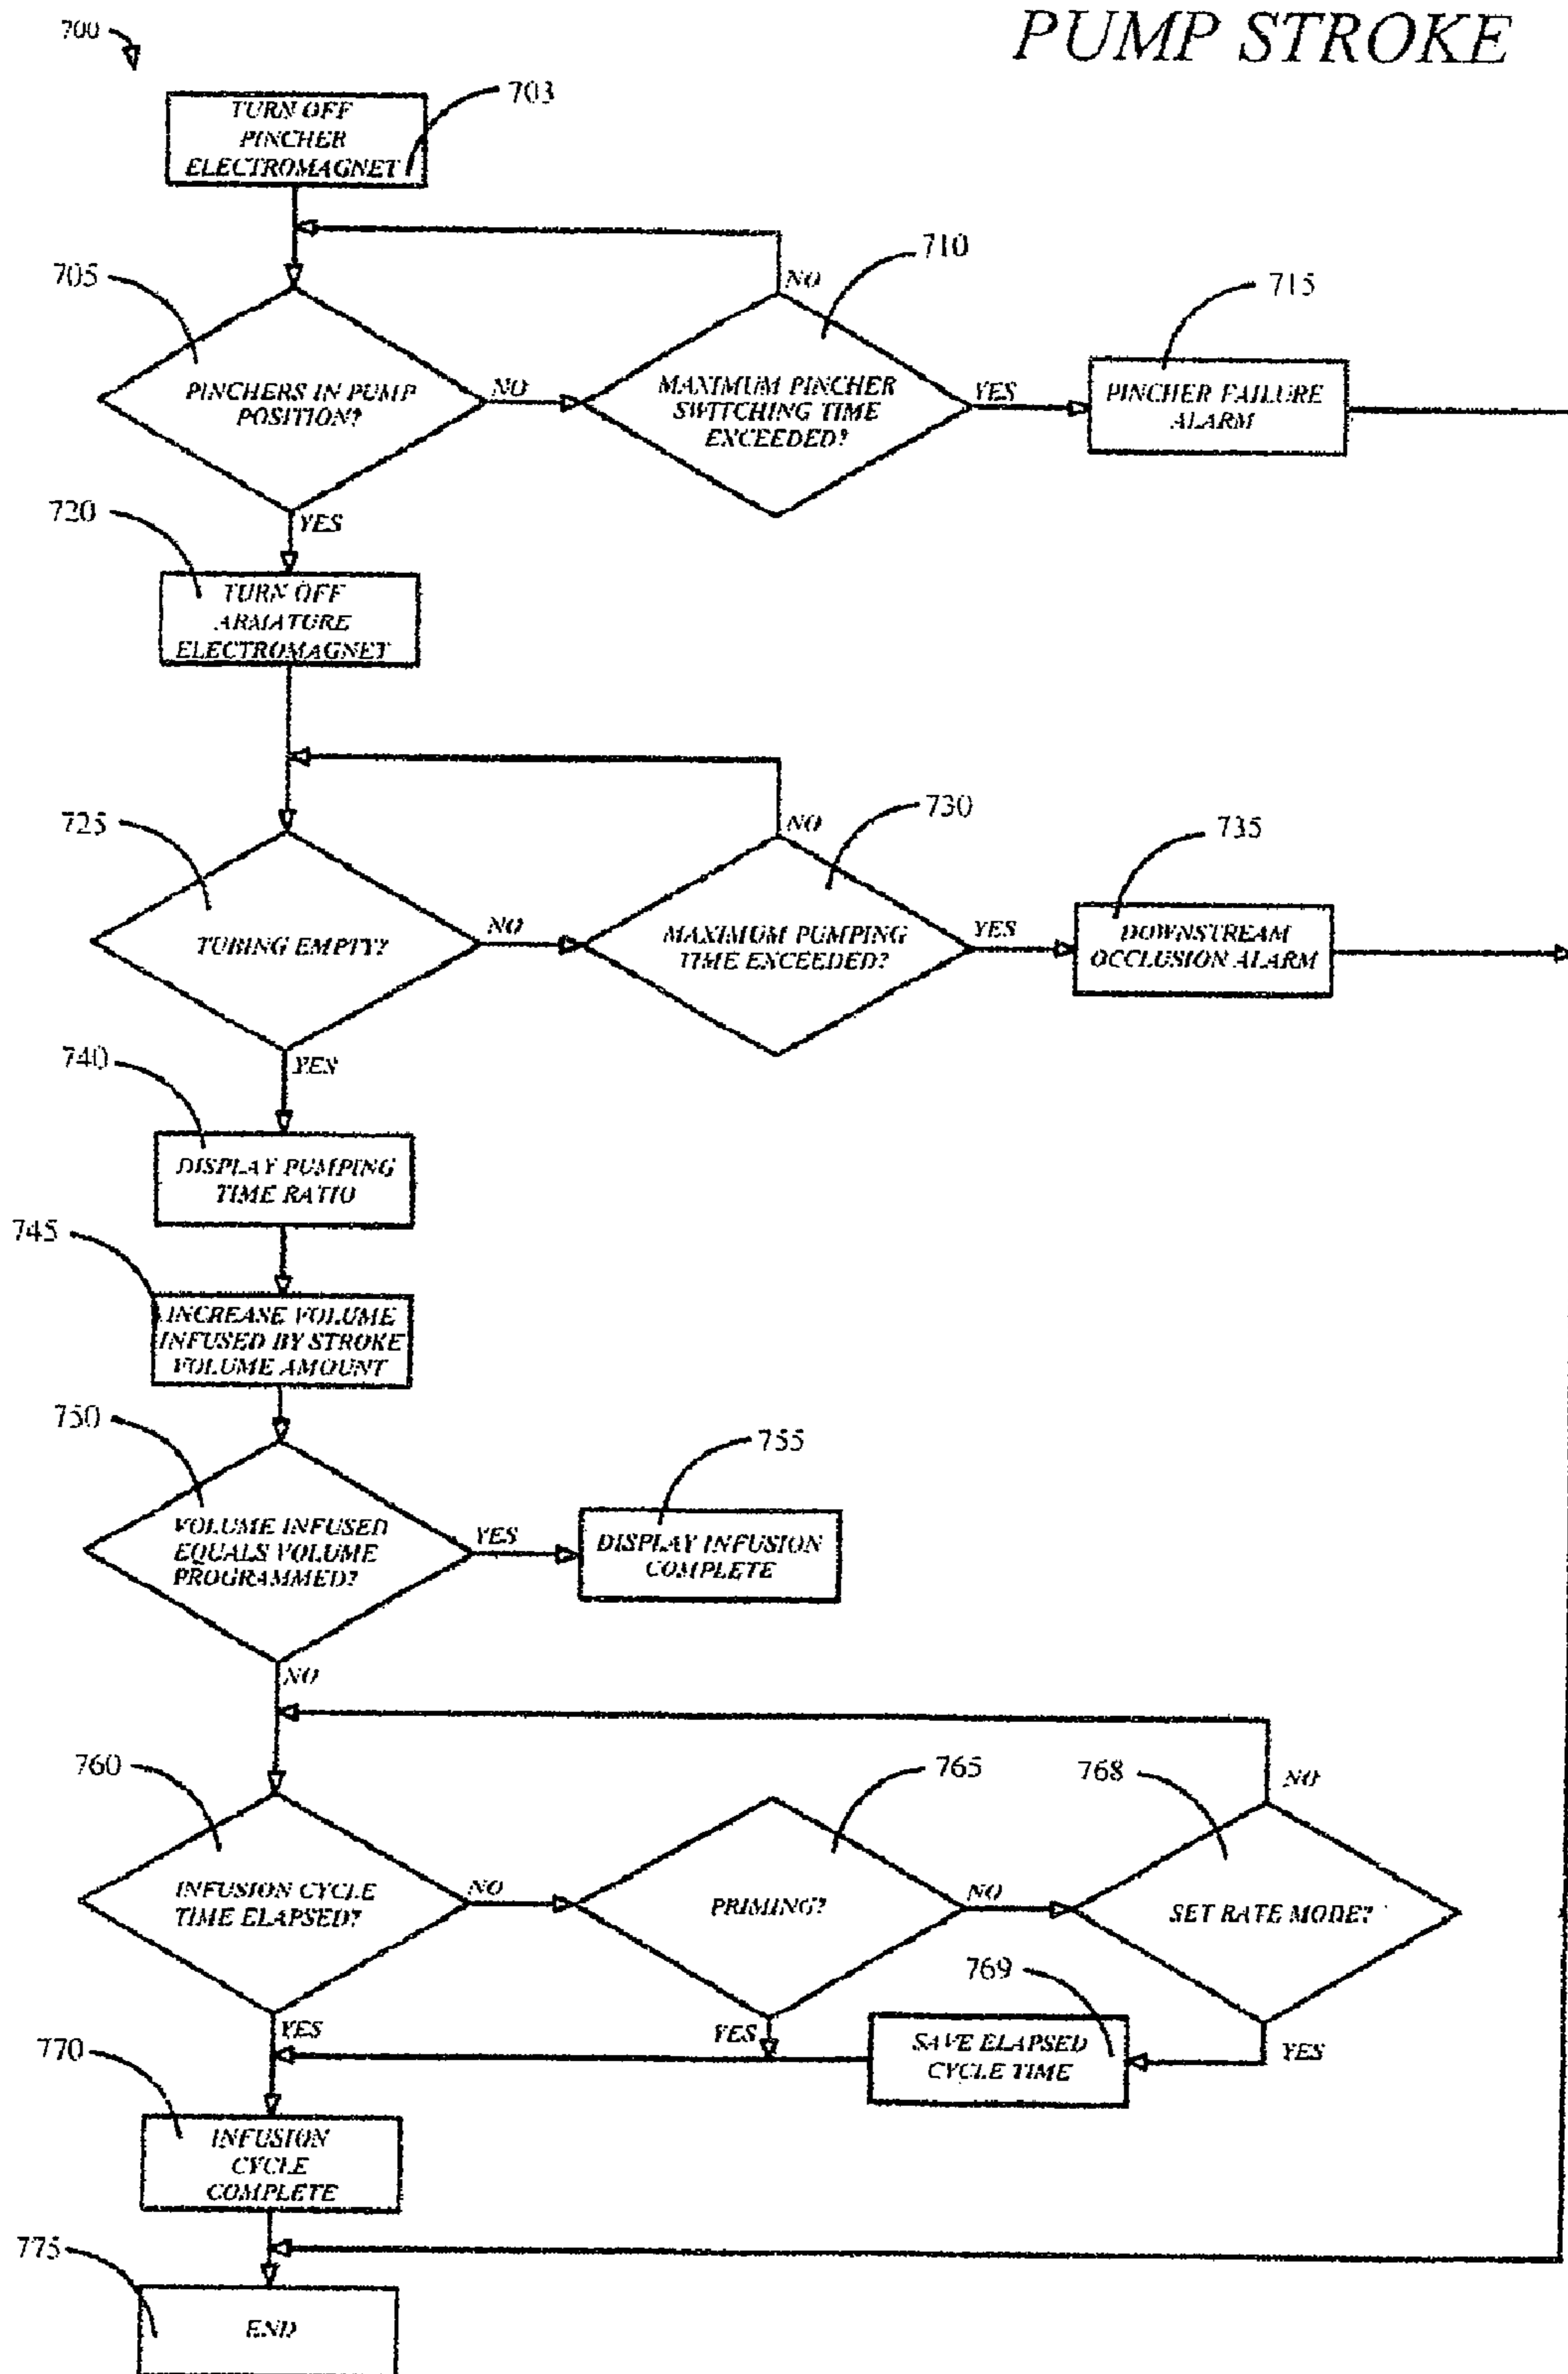 PUMP STROKE
700
703
TURN OFF
PINCHER
ELECTROMAGNET
705
PINCHERS IN PUMP
POSITION?
NO
YES
710
NO
MAXIMUM PINCHER
SWITCHING TIME
EXCEEDED?
YES
715
PINCHER FAILURE
ALARM
720
TURN OFF
ARMATURE
ELECTROMAGNET
725
TUBING EMPTY?
NO
YES
730
NO
MAXIMUM PUMPING
TIME EXCEEDED?
YES
735
DOWNSTREAM
OCCLUSION ALARM
740
DISPLAY PUMPING
TIME RATIO
745
INCREASE VOLUME
INFUSED BY STROKE
VOLUME AMOUNT
750
VOLUME INFUSED
EQUALS VOLUME
PROGRAMMED?
YES
NO
755
DISPLAY INFUSION
COMPLETE
760
INFUSION CYCLE
TIME ELAPSED?
NO
YES
765
PRIMING?
NO
YES
768
NO
SET RATE MODE?
YES
769
SAVE ELAPSED
CYCLE TIME
770
INFUSION
CYCLE
COMPLETE
775
END